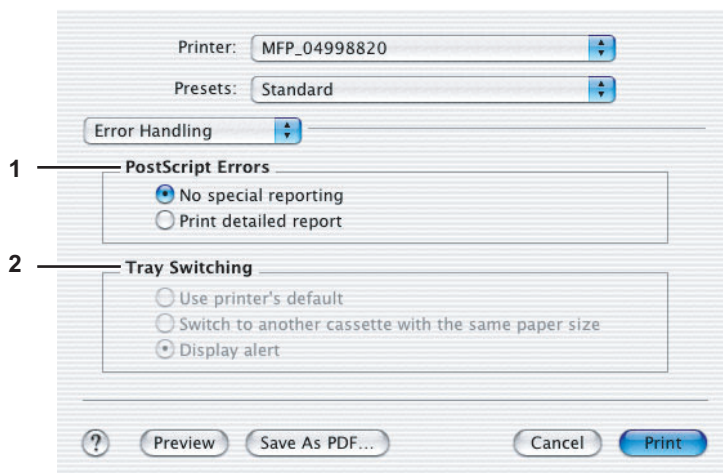 Printer: MFP_04998820
Presets: Standard
Error Handling
1 PostScript Errors
No special reporting
Print detailed report
2 Tray Switching
Use printer's default
Switch to another cassette with the same paper size
Display alert
? Preview Save As PDF... Cancel Print